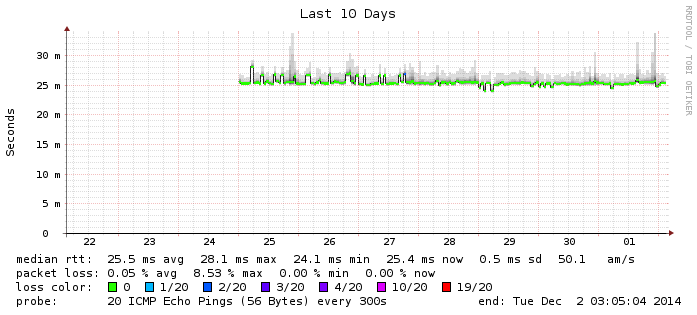 Last 10 Days
RRDTOOL / TOBI OETIKER
Seconds
30 m
25 m
20 m
15 m
10 m
5 m
0
22 23 24 25 26 27 28 29 30 01
median rtt: 25.5 ms avg 28.1 ms max 24.1 ms min 25.4 ms now 0.5 ms sd 50.1 am/s
packet loss: 0.05 % avg 8.53 % max 0.00 % min 0.00 % now
loss color: 0 1/20 2/20 3/20 4/20 10/20 19/20
probe: 20 ICMP Echo Pings (56 Bytes) every 300s end: Tue Dec 2 03:05:04 2014